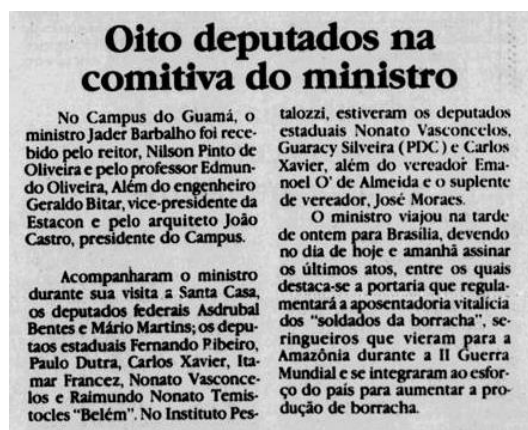 Oito deputados na
comitiva do ministro
No Campus do Guamá, o
ministro Jader Barbalho foi rece-
bido pelo reitor, Nilson Pinto de
Oliveira e pelo professor Edmun-
do Oliveira, Além do engenheiro
Geraldo Bitar, vice-presidente da
Estacon e pelo arquiteto João
Castro, presidente do Campus.
Acompanharam o ministro
durante sua visita a Santa Casa,
os deputados federais Asdrubal
Bentes e Mário Martins; os depu-
taos estaduais Fernando Ribeiro,
Paulo Dutra, Carlos Xavier, Ita-
mar Francez, Nonato Vasconce-
los e Raimundo Nonato Temis-
tocles "Belém". No Instituto Pes-
talozzi, estiveram os deputados
estaduais Nonato Vasconcelos,
Guaracy Silveira (PDC) e Carlos
Xavier, além do vereador Ema-
noel O' de Almeida e o suplente
de vereador, José Moraes.
O ministro viajou na tarde
de ontem para Brasília, devendo
no dia de hoje e amanhã assinar
os últimos atos, entre os quais
destaca-se a portaria que regula-
mentará a aposentadoria vitalícia
dos "soldados da borracha", se-
ringueiros que vieram para a
Amazônia durante a II Guerra
Mundial e se integraram ao esfor-
ço do país para aumentar a pro-
dução de borracha.